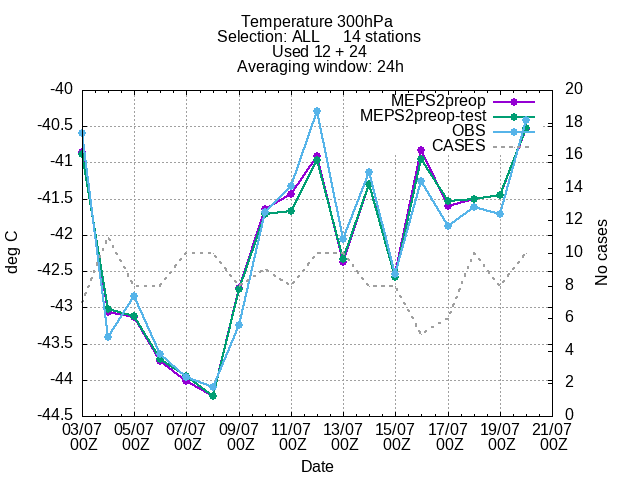 Temperature 300hPa
Selection: ALL 14 stations
Used 12 + 24
Averaging window: 24h
MEPS2preop
MEPS2preop-test
OBS
CASES
deg C
-40
-40.5
-41
-41.5
-42
-42.5
-43
-43.5
-44
-44.5
20
18
16
14
12
10
8
6
4
2
0
No cases
03/07 05/07 07/07 09/07 11/07 13/07 15/07 17/07 19/07 21/07
00Z 00Z 00Z 00Z 00Z 00Z 00Z 00Z 00Z 00Z
Date